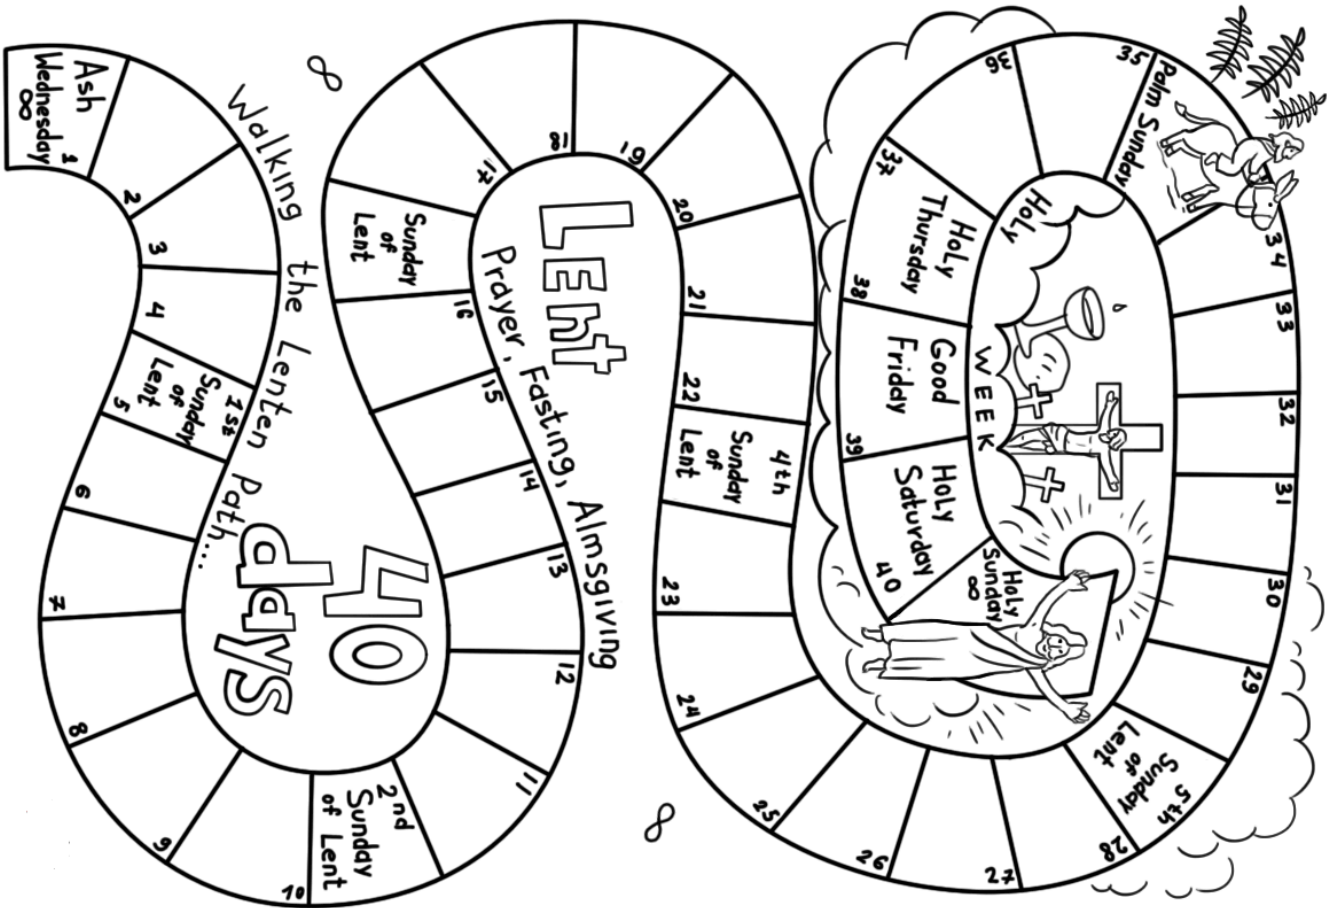 Ash
Wednesday
∞
1
2
3
4
1st
Sunday
of
Lent
5
6
7
8
9
10
2nd
Sunday
of Lent
11
12
13
14
15
16
Sunday
of
Lent
17
18
19
20
21
22
4th
Sunday
of
Lent
23
24
25
26
27
28
5th
Sunday
of
Lent
29
30
31
32
33
34
Palm Sunday
35
36
37
Holy
Thursday
38
Good
Friday
39
Holy
Saturday
40
Holy
Sunday
∞
Walking the Lenten Path....
40
days
Lent
Prayer, Fasting, Almsgiving
HOLY
WEEK
∞
∞